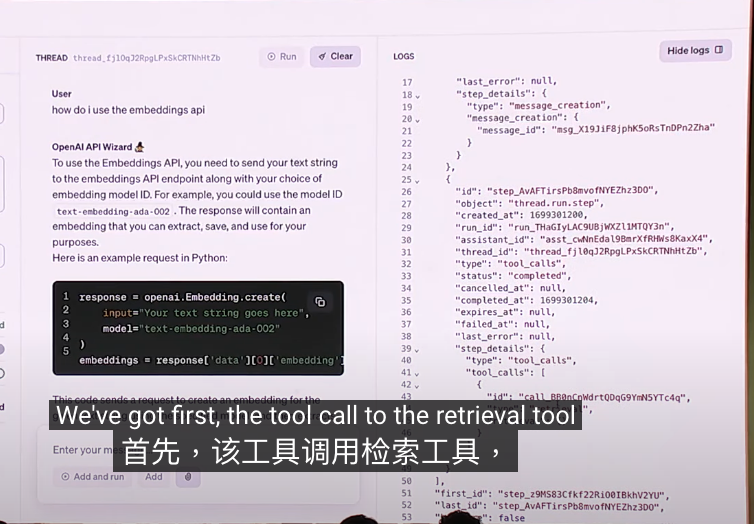 THREAD thread_fjl0qJ2RpgLPxSkCRTNhHtZb
Run
Clear
User
how do i use the embeddings api
OpenAI API Wizard
To use the Embeddings API, you need to send your text string
to the embeddings API endpoint along with your choice of
embedding model ID. For example, you could use the model ID
text-embedding-ada-002 . The response will contain an
embedding that you can extract, save, and use for your
purposes.
Here is an example request in Python:
1 response = openai.Embedding.create(
2 input="Your text string goes here",
3 model="text-embedding-ada-002"
4 )
5 embeddings = response['data'][0]['embedding']
This code sends a request to create an embedding for the
Enter your
Add and run
Add
LOGS
Hide logs
17 "last_error": null,
18 "step_details": {
19 "type": "message_creation",
20 "message_creation": {
21 "message_id": "msg_X19JiF8jphK5oRsTnDPn2Zha"
22 }
23 }
24 },
25 {
26 "id": "step_AvAFTirsPb8mvofNYEZhz3DO",
27 "object": "thread.run.step",
28 "created_at": 1699301200,
29 "run_id": "run_THaGIyLAC9UBjWXZl1MTQY3n",
30 "assistant_id": "asst_cwNnEdal9BmrXfRHWs8KaxX4",
31 "thread_id": "thread_fjl0qJ2RpgLPxSkCRTNhHtZb",
32 "type": "tool_calls",
33 "status": "completed",
34 "cancelled_at": null,
35 "completed_at": 1699301204,
36 "expires_at": null,
37 "failed_at": null,
38 "last_error": null,
39 "step_details": {
40 "type": "tool_calls",
41 "tool_calls": [
42 {
"id": "call_BB0nCpWdrtQDqG9YmN5YTc4q",
50 ],
51 "first_id": "step_z9MS83Cfkf22RiO0IBkhV2YU",
52 "last_id": "step_AvAFTirsPb8mvofNYEZhz3DO",
53 false
We've got first, the tool call to the retrieval tool
首先，该工具调用检索工具，